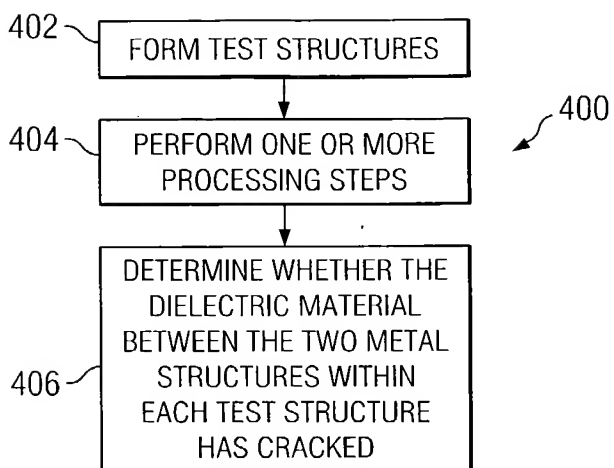 402
FORM TEST STRUCTURES
400
404
PERFORM ONE OR MORE
PROCESSING STEPS
406
DETERMINE WHETHER THE
DIELECTRIC MATERIAL
BETWEEN THE TWO METAL
STRUCTURES WITHIN
EACH TEST STRUCTURE
HAS CRACKED